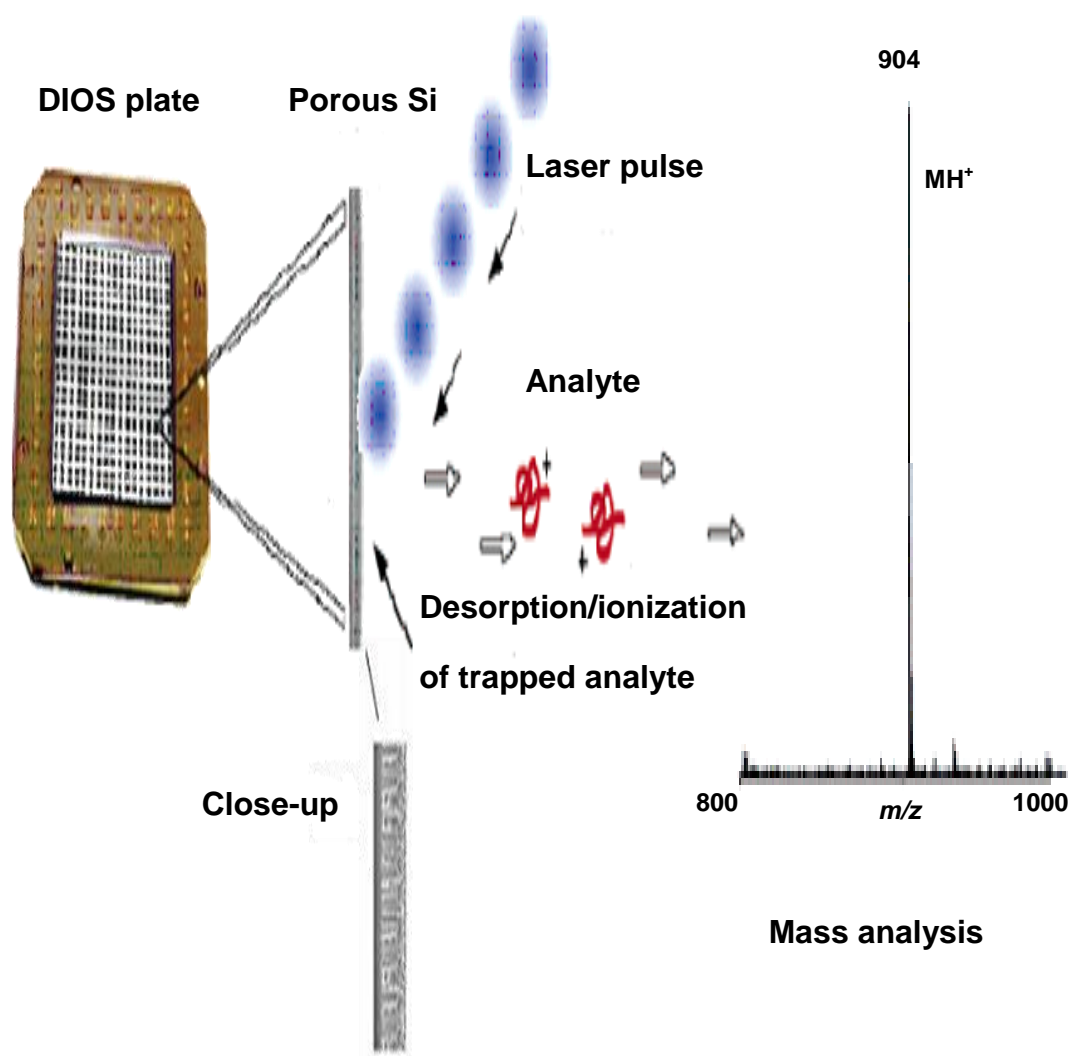 DIOS plate
Porous Si
904
Laser pulse
MH⁺
Analyte
Desorption/ionization
of trapped analyte
Close-up
800
m/z
1000
Mass analysis